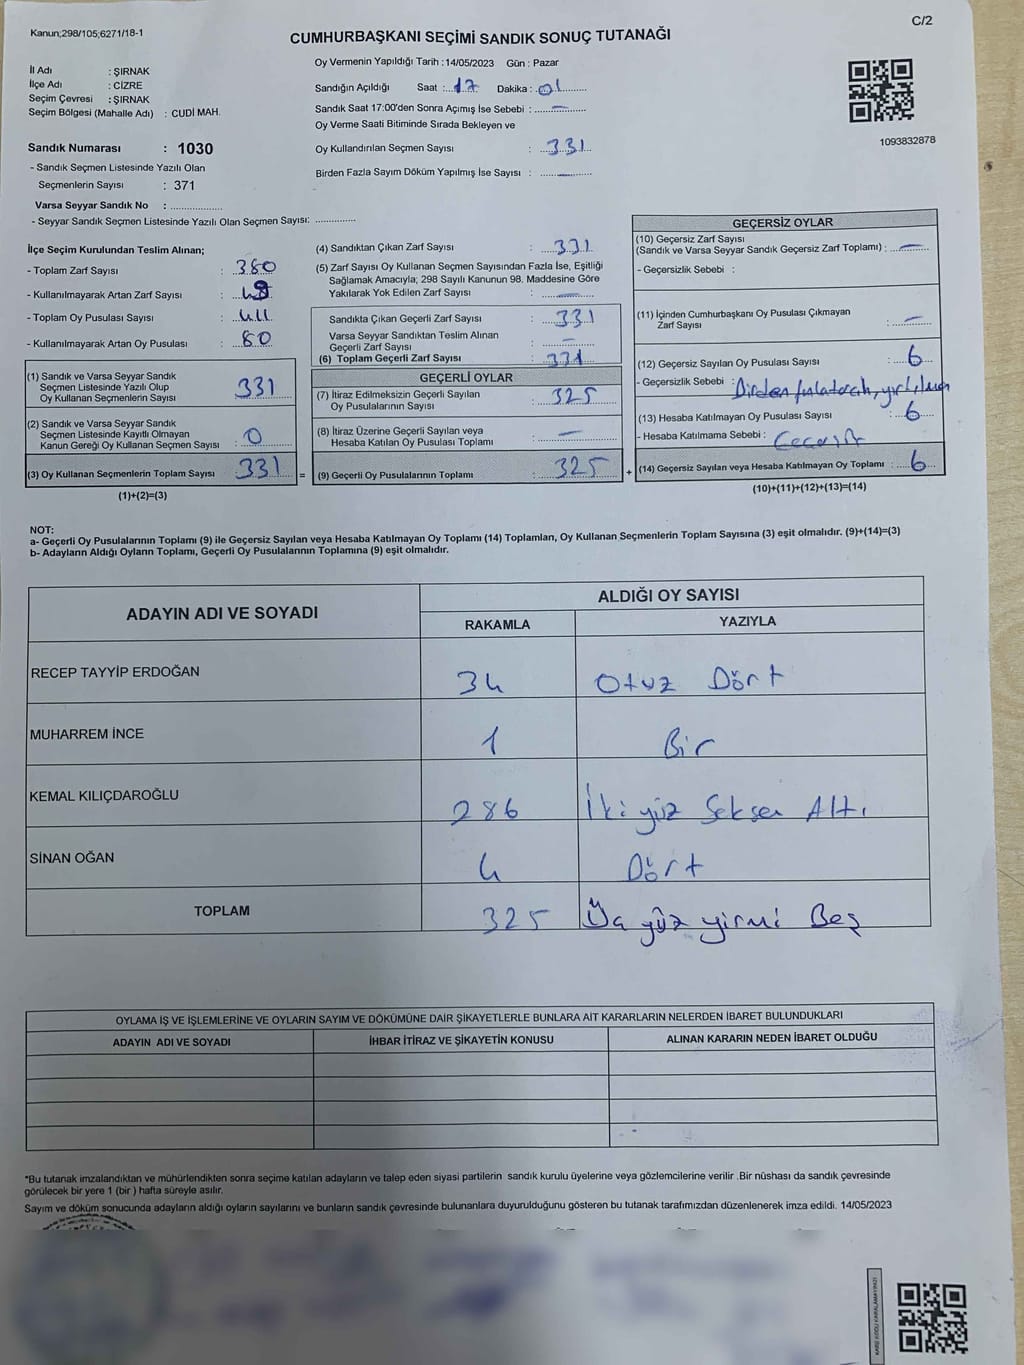 Kanun;298/105;6271/18-1
C/2
CUMHURBAŞKANI SEÇİMİ SANDIK SONUÇ TUTANAĞI
İl Adı : ŞIRNAK
İlçe Adı : CİZRE
Seçim Çevresi : ŞIRNAK
Seçim Bölgesi (Mahalle Adı) : CUDİ MAH.
Sandık Numarası : 1030
- Sandık Seçmen Listesinde Yazılı Olan
Seçmenlerin Sayısı : 371
Varsa Seyyar Sandık No : ..............
- Seyyar Sandık Seçmen Listesinde Yazılı Olan Seçmen Sayısı: ..............
Oy Vermenin Yapıldığı Tarih :14/05/2023 Gün : Pazar
Sandığın Açıldığı Saat : 17 Dakika : 01
Sandık Saat 17:00'den Sonra Açımış İse Sebebi : —
Oy Verme Saati Bitiminde Sırada Bekleyen ve
Oy Kullandırılan Seçmen Sayısı : 331
Birden Fazla Sayım Döküm Yapılmış İse Sayısı : —
1093832878
İlçe Seçim Kurulundan Teslim Alınan;
- Toplam Zarf Sayısı : 380
- Kullanılmayarak Artan Zarf Sayısı :
- Toplam Oy Pusulası Sayısı : 411
- Kullanılmayarak Artan Oy Pusulası : 80
(1) Sandık ve Varsa Seyyar Sandık
Seçmen Listesinde Yazılı Olup
Oy Kullanan Seçmenlerin Sayısı 331
(2) Sandık ve Varsa Seyyar Sandık
Seçmen Listesinde Kayıtlı Olmayan
Kanun Gereği Oy Kullanan Seçmen Sayısı : 0
(3) Oy Kullanan Seçmenlerin Toplam Sayısı : 331 =
(1)+(2)=(3)
(4) Sandıktan Çıkan Zarf Sayısı : 331
(5) Zarf Sayısı Oy Kullanan Seçmen Sayısından Fazla İse, Eşitliği
Sağlamak Amacıyla; 298 Sayılı Kanunun 98. Maddesine Göre
Yakılarak Yok Edilen Zarf Sayısı : —
Sandıkta Çıkan Geçerli Zarf Sayısı : 331
Varsa Seyyar Sandıktan Teslim Alınan
Geçerli Zarf Sayısı : —
(6) Toplam Geçerli Zarf Sayısı : 331
GEÇERLİ OYLAR
(7) İtiraz Edilmeksizin Geçerli Sayılan
Oy Pusulalarının Sayısı : 325
(8) İtiraz Üzerine Geçerli Sayılan veya
Hesaba Katılan Oy Pusulası Toplamı : —
(9) Geçerli Oy Pusulalarının Toplamı : 325 +
GEÇERSİZ OYLAR
(10) Geçersiz Zarf Sayısı
(Sandık ve Varsa Seyyar Sandık Geçersiz Zarf Toplamı) : —
- Geçersizlik Sebebi :
(11) İçinden Cumhurbaşkanı Oy Pusulası Çıkmayan
Zarf Sayısı : —
(12) Geçersiz Sayılan Oy Pusulası Sayısı : 6
- Geçersizlik Sebebi :
(13) Hesaba Katılmayan Oy Pusulası Sayısı : 6
- Hesaba Katılmama Sebebi :
(14) Geçersiz Sayılan veya Hesaba Katılmayan Oy Toplamı : 6
(10)+(11)+(12)+(13)=(14)
NOT:
a- Geçerli Oy Pusulalarının Toplamı (9) ile Geçersiz Sayılan veya Hesaba Katılmayan Oy Toplamı (14) Toplamları, Oy Kullanan Seçmenlerin Toplam Sayısına (3) eşit olmalıdır. (9)+(14)=(3)
b- Adayların Aldığı Oyların Toplamı, Geçerli Oy Pusulalarının Toplamına (9) eşit olmalıdır.
ADAYIN ADI VE SOYADI
ALDIĞI OY SAYISI
RAKAMLA YAZIYLA
RECEP TAYYİP ERDOĞAN 34 Otuz Dört
MUHARREM İNCE 1 Bir
KEMAL KILIÇDAROĞLU 286 İki yüz Seksen Altı
SİNAN OĞAN 4 Dört
TOPLAM 325 Üç yüz yirmi Beş
OYLAMA İŞ VE İŞLEMLERİNE VE OYLARIN SAYIM VE DÖKÜMÜNE DAİR ŞİKAYETLERLE BUNLARA AİT KARARLARIN NELERDEN İBARET BULUNDUKLARI
ADAYIN ADI VE SOYADI İHBAR İTİRAZ VE ŞİKAYETİN KONUSU ALINAN KARARIN NEDEN İBARET OLDUĞU
*Bu tutanak imzalandıktan ve mühürlendikten sonra seçime katılan adayların ve talep eden siyasi partilerin sandık kurulu üyelerine veya gözlemcilerine verilir .Bir nüshası da sandık çevresinde
görülecek bir yere 1 (bir ) hafta süreyle asılır.
Sayım ve döküm sonucunda adayların aldığı oyların sayılarını ve bunların sandık çevresinde bulunanlara duyurulduğunu gösteren bu tutanak tarafımızdan düzenlenerek imza edildi. 14/05/2023